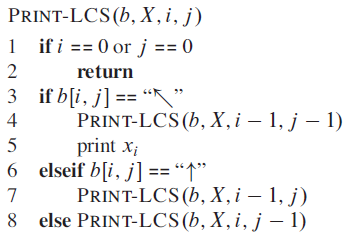 PRINT-LCS(b, X, i, j)
1 if i == 0 or j == 0
2 return
3 if b[i, j] == “↖”
4 PRINT-LCS(b, X, i − 1, j − 1)
5 print xᵢ
6 elseif b[i, j] == “↑”
7 PRINT-LCS(b, X, i − 1, j)
8 else PRINT-LCS(b, X, i, j − 1)